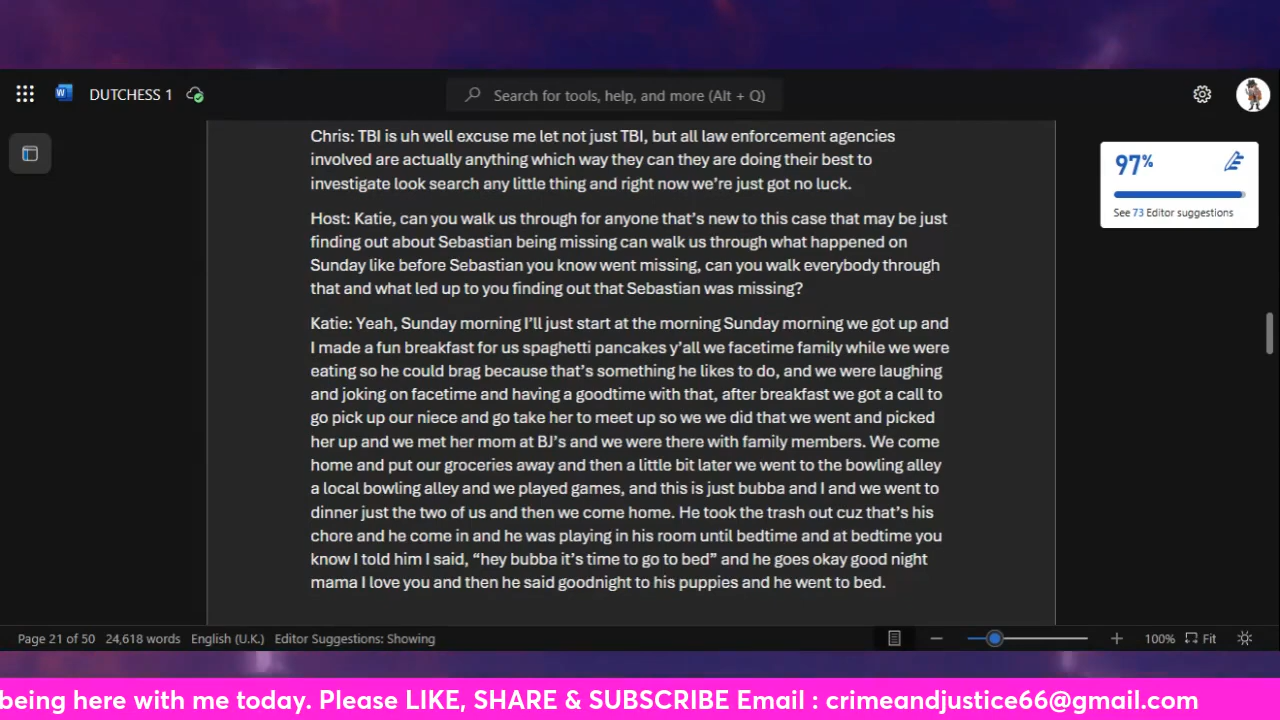 DUTCHESS 1
Search for tools, help, and more (Alt + Q)
Chris: TBI is uh well excuse me let not just TBI, but all law enforcement agencies
involved are actually anything which way they can they are doing their best to
investigate look search any little thing and right now we're just got no luck.
97%
See 73 Editor suggestions
Host: Katie, can you walk us through for anyone that's new to this case that may be just
finding out about Sebastian being missing can walk us through what happened on
Sunday like before Sebastian you know went missing, can you walk everybody through
that and what led up to you finding out that Sebastian was missing?
Katie: Yeah, Sunday morning I'll just start at the morning Sunday morning we got up and
I made a fun breakfast for us spaghetti pancakes y'all we facetime family while we were
eating so he could brag because that's something he likes to do, and we were laughing
and joking on facetime and having a goodtime with that, after breakfast we got a call to
go pick up our niece and go take her to meet up so we we did that we went and picked
her up and we met her mom at BJ's and we were there with family members. We come
home and put our groceries away and then a little bit later we went to the bowling alley
a local bowling alley and we played games, and this is just bubba and I and we went to
dinner just the two of us and then we come home. He took the trash out cuz that's his
chore and he come in and he was playing in his room until bedtime and at bedtime you
know I told him I said, "hey bubba it's time to go to bed" and he goes okay good night
mama I love you and then he said goodnight to his puppies and he went to bed.
Page 21 of 50 24,618 words English (U.K.) Editor Suggestions: Showing
100% Fit
being here with me today. Please LIKE, SHARE & SUBSCRIBE Email : crimeandjustice66@gmail.com